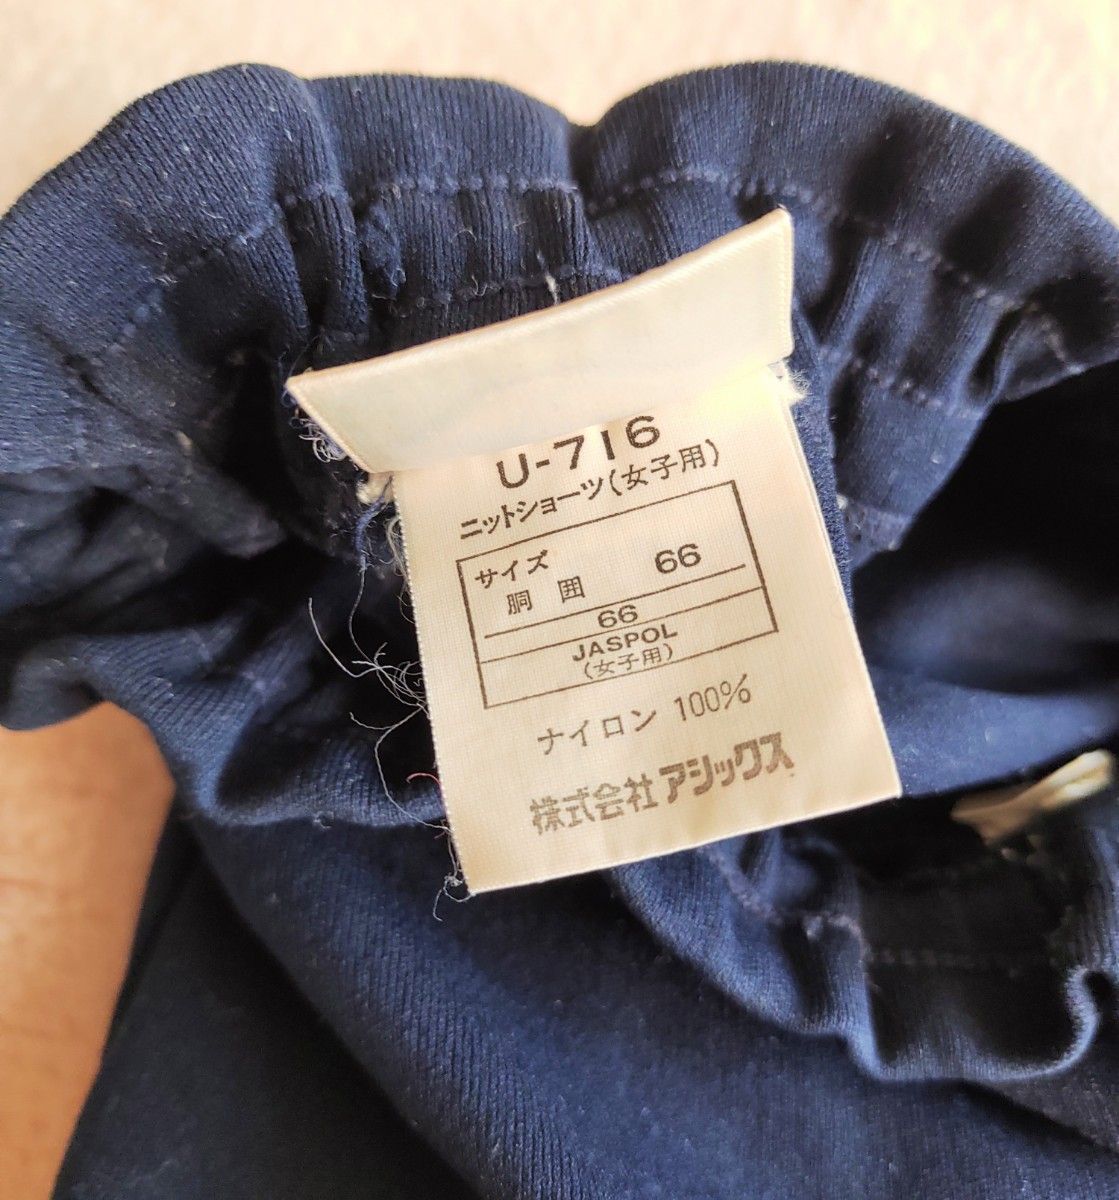 U-716
ニットショーツ(女子用)
サイズ 66
胴 囲
66
JASPOL
(女子用)
ナイロン 100%
株式会社アシックス